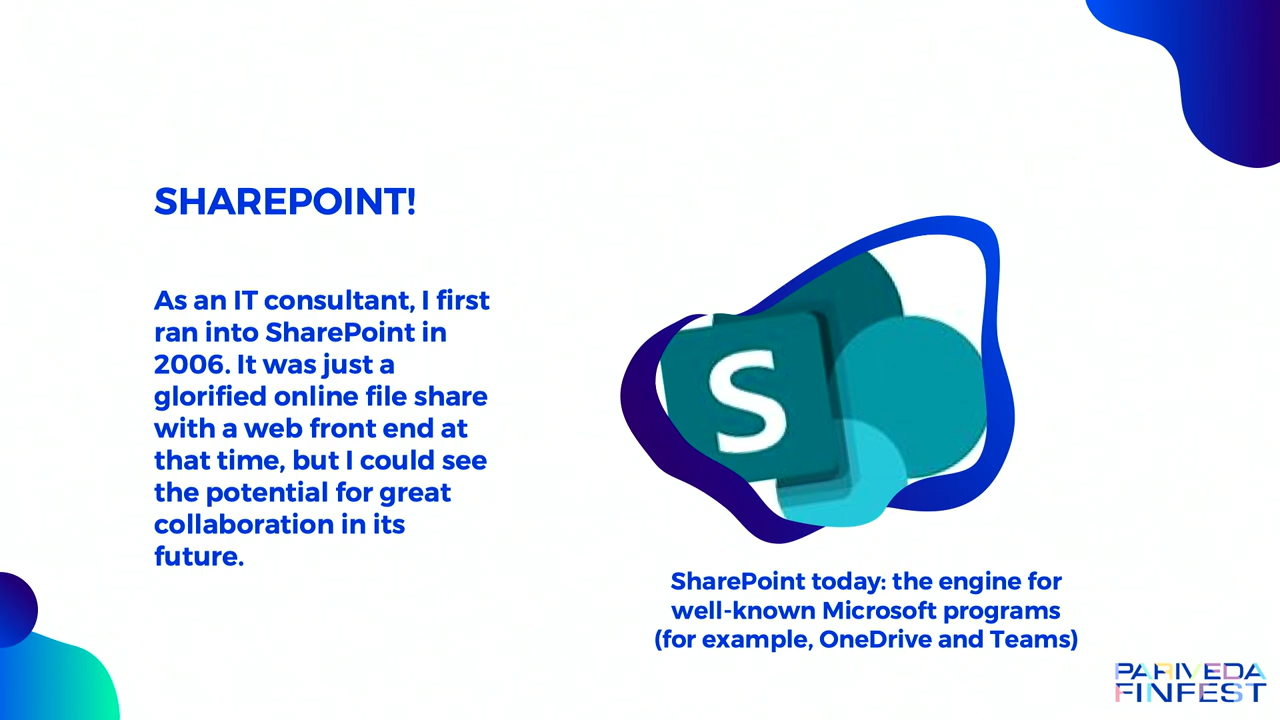 SHAREPOINT!
As an IT consultant, I first
ran into SharePoint in
2006. It was just a
glorified online file share
with a web front end at
that time, but I could see
the potential for great
collaboration in its
future.
S
SharePoint today: the engine for
well-known Microsoft programs
(for example, OneDrive and Teams)
PARIVEDA
FINFEST